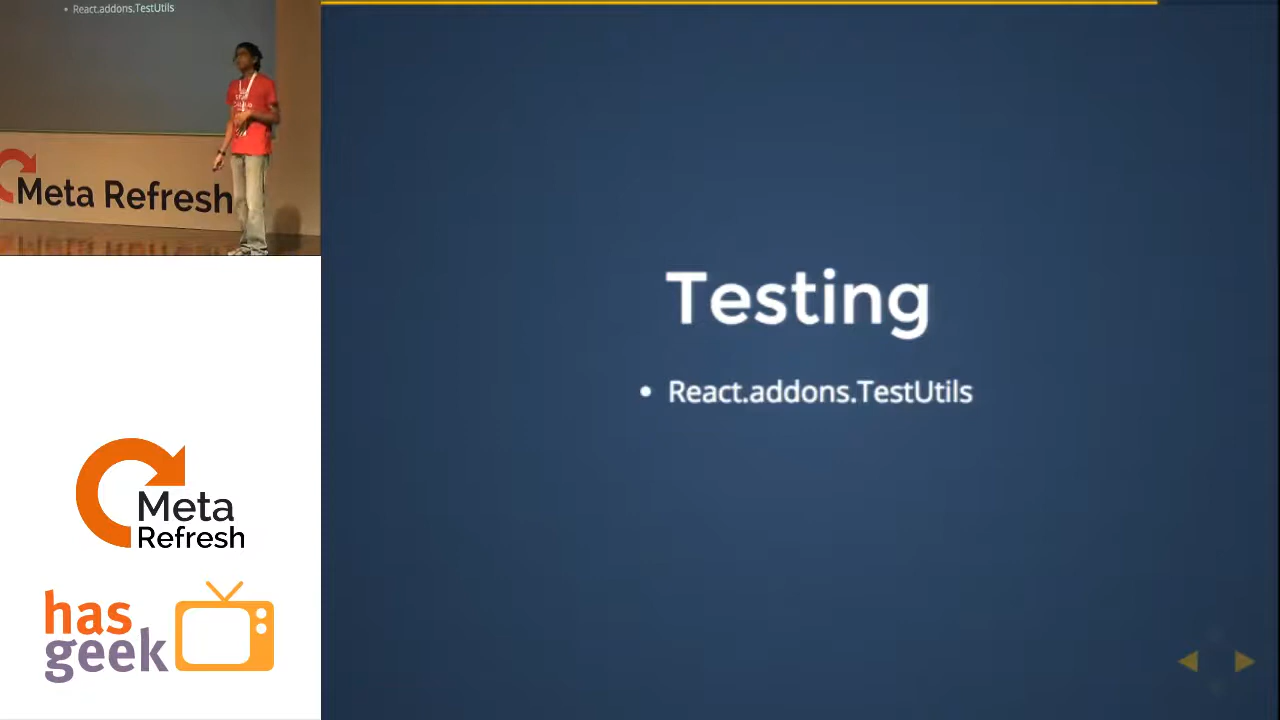 React.addons.TestUtils
Meta Refresh
Testing
• React.addons.TestUtils
Meta
Refresh
has
geek